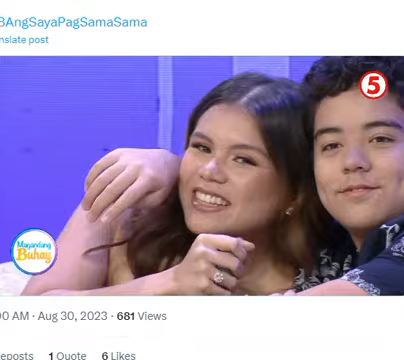 BAngSayaPagSamaSama
nslate post
5
Magandang
Buhay
00 AM · Aug 30, 2023 · 681 Views
eposts 1 Quote 6 Likes